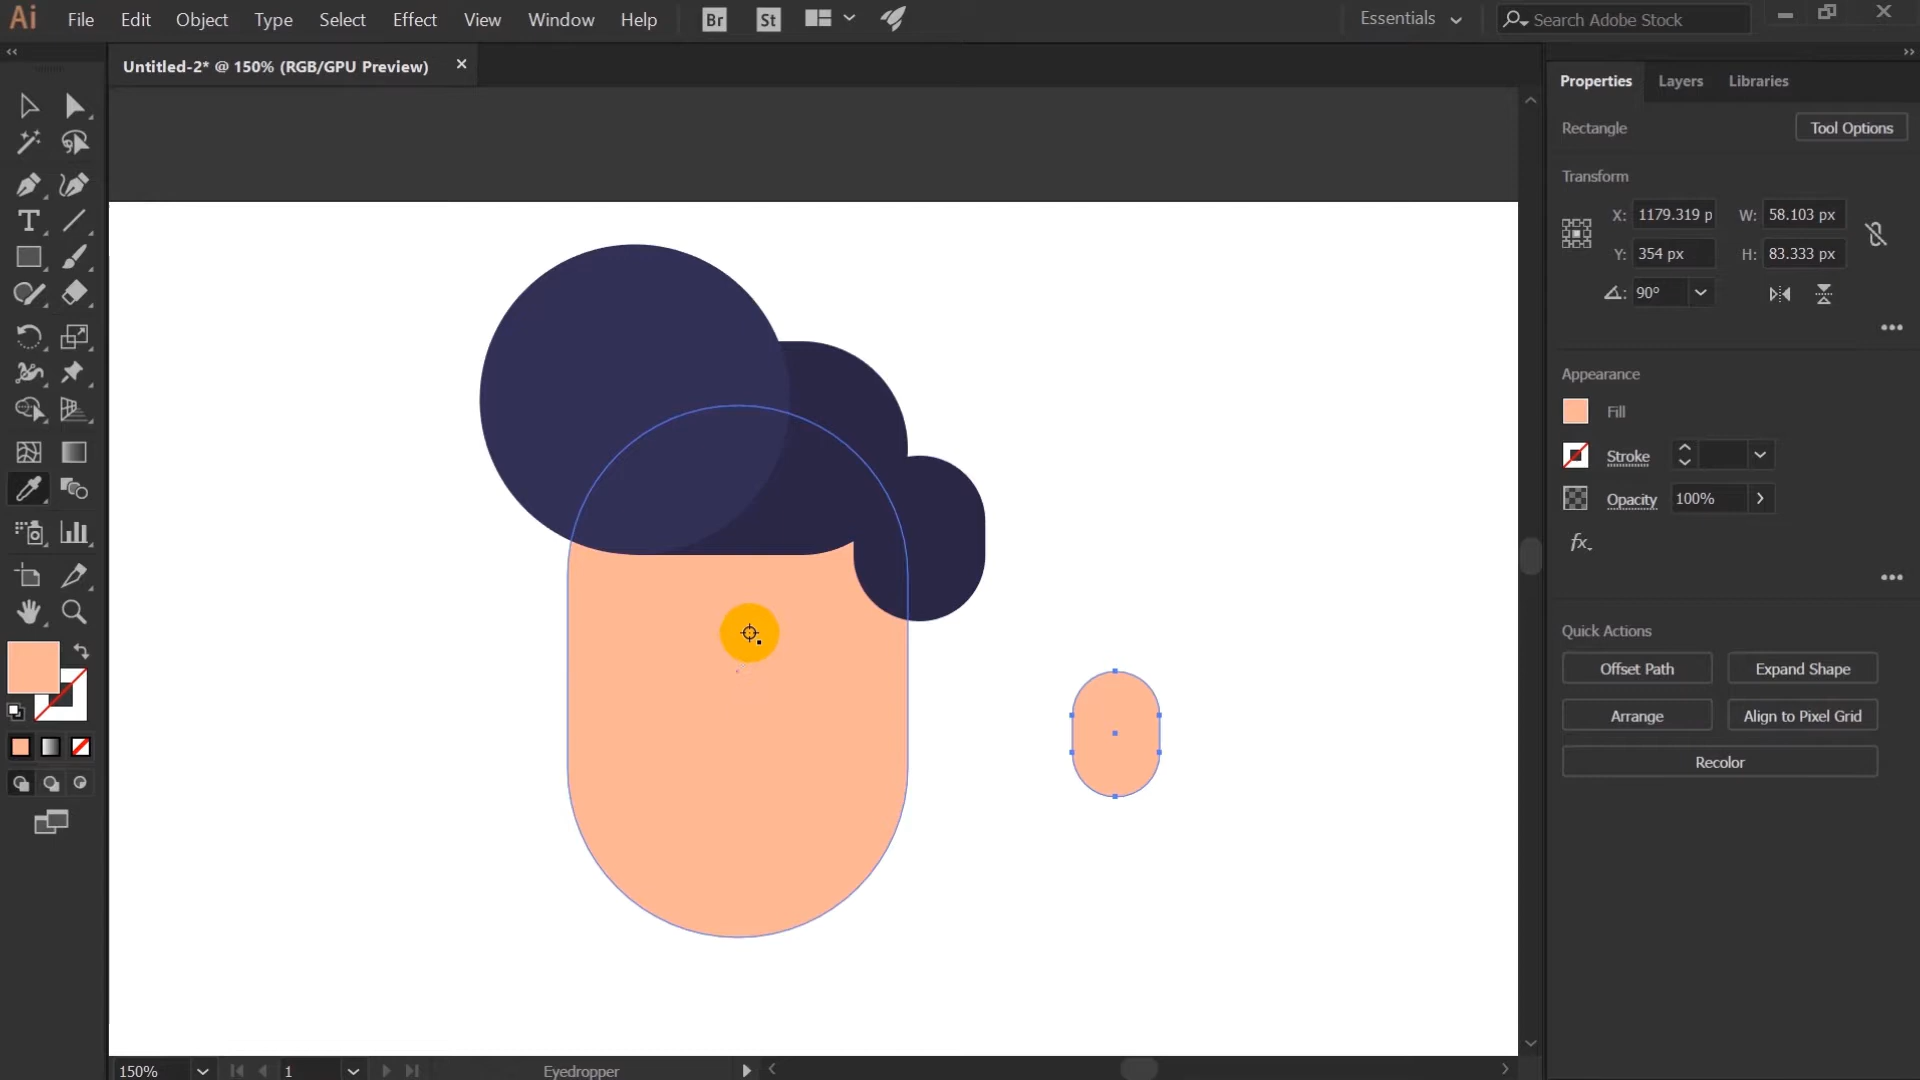 Ai File Edit Object Type Select Effect View Window Help Br St Essentials Search Adobe Stock
Untitled-2* @ 150% (RGB/GPU Preview)
Properties Layers Libraries
Rectangle Tool Options
Transform
X: 1179.319 p W: 58.103 px
Y: 354 px H: 83.333 px
90°
Appearance
Fill
Stroke
Opacity 100%
fx
Quick Actions
Offset Path Expand Shape
Arrange Align to Pixel Grid
Recolor
150% 1 Eyedropper